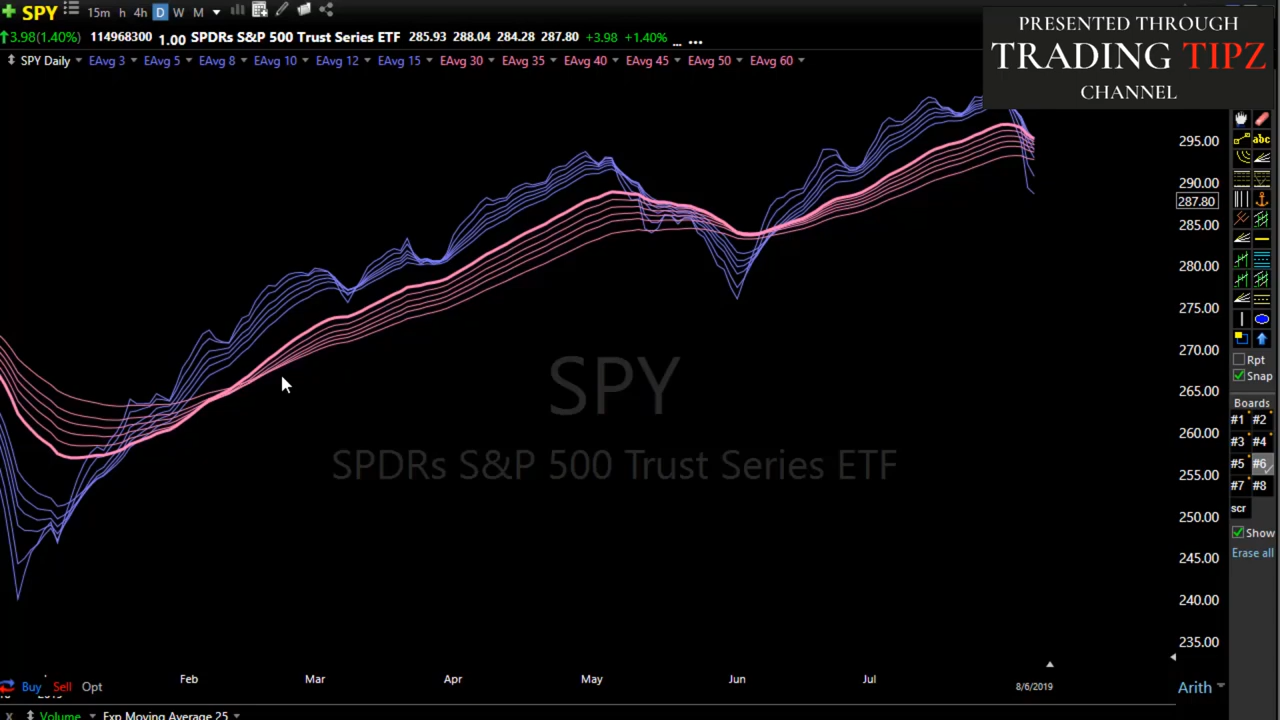 SPY 15m h 4h D W M
3.98(1.40%) 114968300 1.00 SPDRs S&P 500 Trust Series ETF 285.93 288.04 284.28 287.80 +3.98 +1.40% ... ...
SPY Daily EAvg 3 EAvg 5 EAvg 8 EAvg 10 EAvg 12 EAvg 15 EAvg 30 EAvg 35 EAvg 40 EAvg 45 EAvg 50 EAvg 60
PRESENTED THROUGH
TRADING TIPZ
CHANNEL
abc
295.00
290.00
287.80
285.00
280.00
275.00
270.00
265.00
260.00
255.00
250.00
245.00
240.00
235.00
Rpt
Snap
Boards
#1 #2
#3 #4
#5 #6
#7 #8
scr
Show
Erase all
SPY
SPDRs S&P 500 Trust Series ETF
Feb Mar Apr May Jun Jul
8/6/2019
Buy Sell Opt
2019
Arith
x Volume Exp Moving Average 25